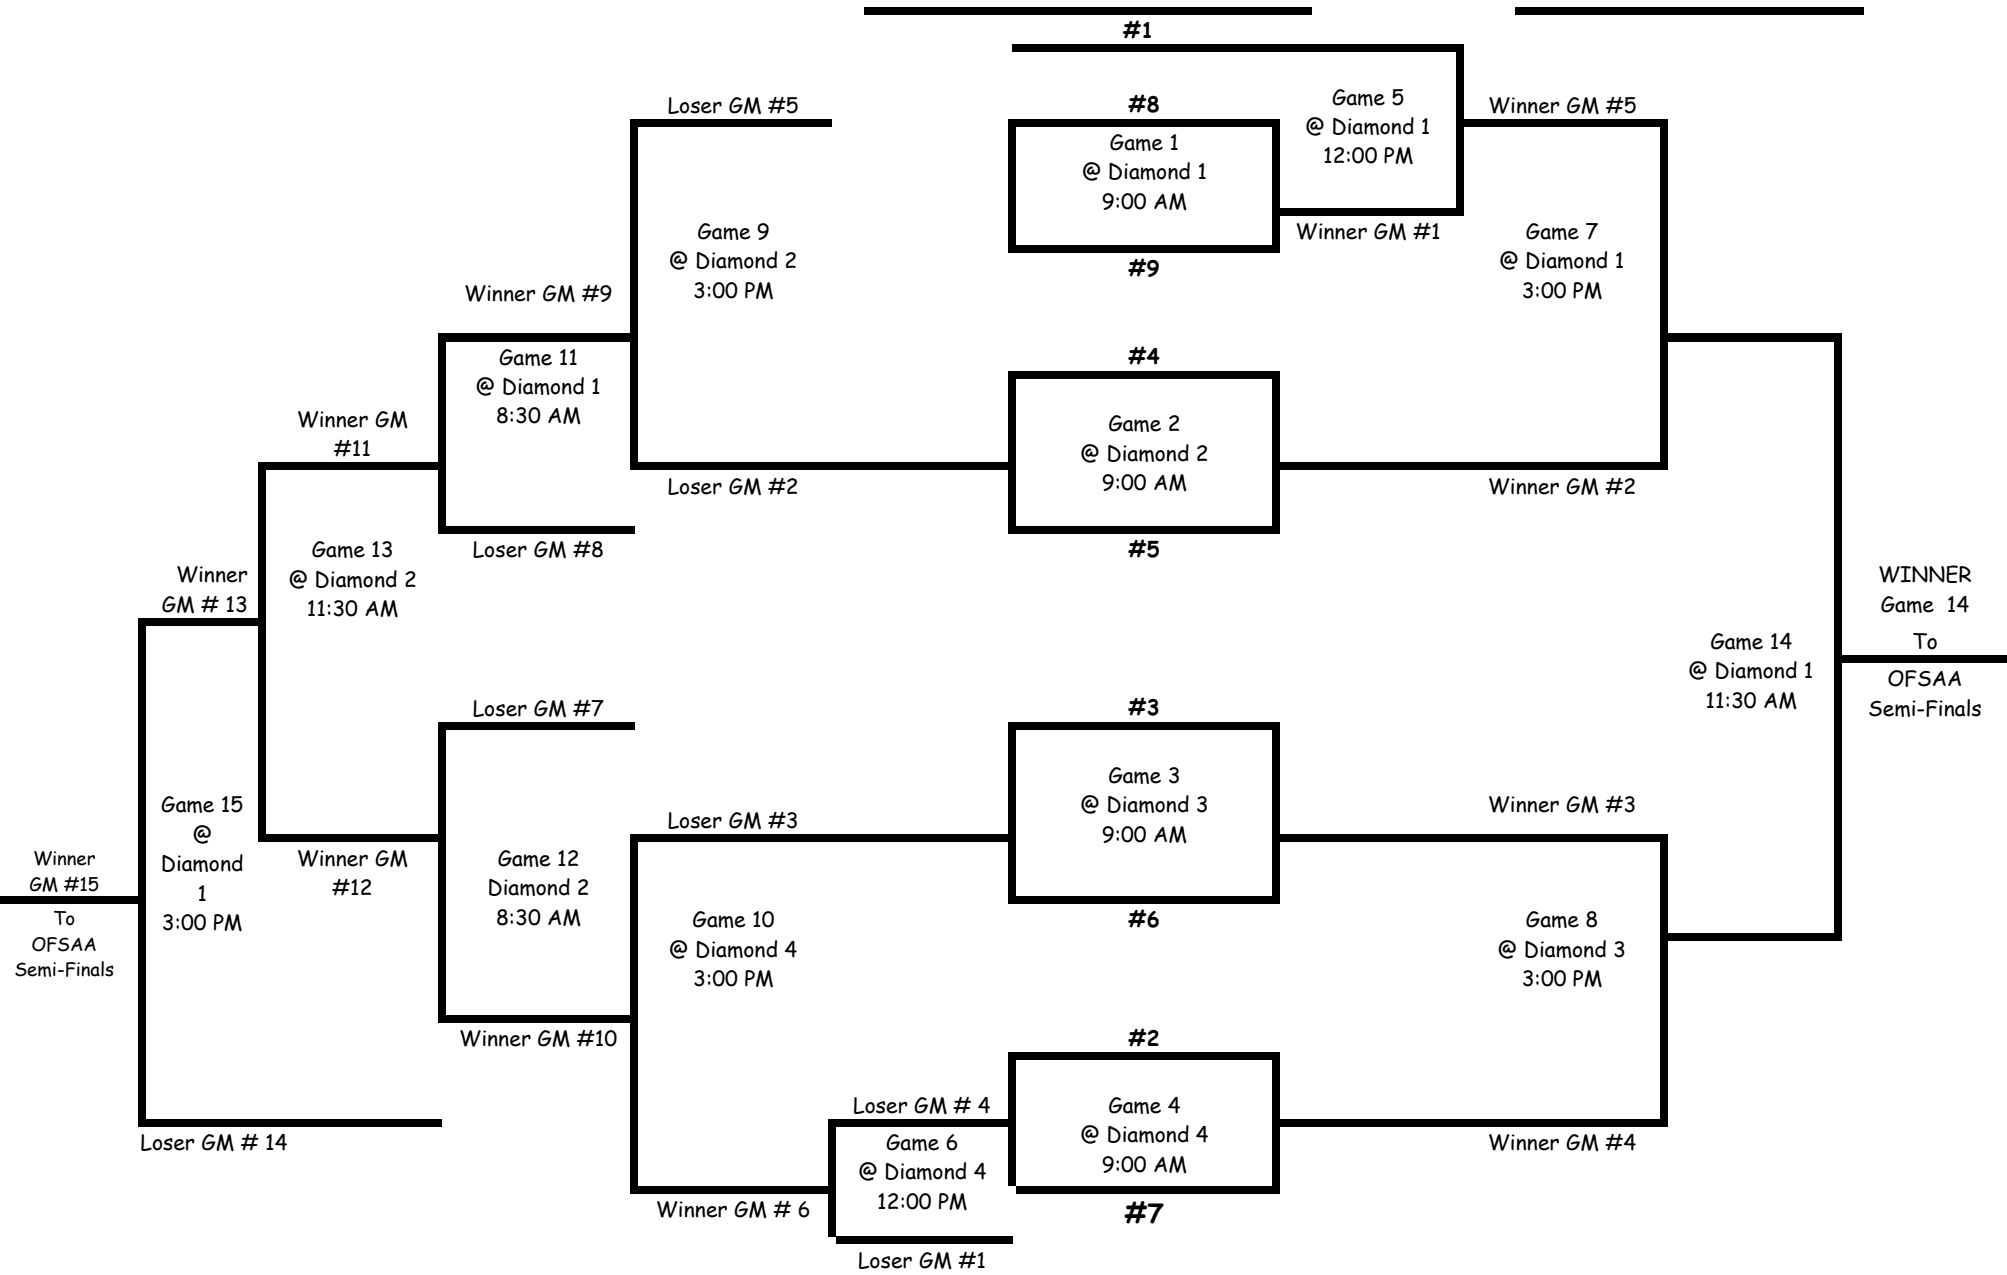 #1
Loser GM #5
#8
Game 5
@ Diamond 1
12:00 PM
Winner GM #5
Game 1
@ Diamond 1
9:00 AM
Game 9
@ Diamond 2
3:00 PM
Winner GM #1
#9
Game 7
@ Diamond 1
3:00 PM
Winner GM #9
Game 11
@ Diamond 1
8:30 AM
#4
Winner GM
#11
Game 2
@ Diamond 2
9:00 AM
Loser GM #2
Winner GM #2
Loser GM #8
#5
Game 13
@ Diamond 2
11:30 AM
Winner
GM # 13
WINNER
Game 14
To
OFSAA
Semi-Finals
Game 14
@ Diamond 1
11:30 AM
Loser GM #7
#3
Game 3
@ Diamond 3
9:00 AM
Game 15
@
Diamond
1
3:00 PM
Loser GM #3
Winner GM #3
Winner
GM #15
To
OFSAA
Semi-Finals
Winner GM
#12
Game 12
Diamond 2
8:30 AM
Game 10
@ Diamond 4
3:00 PM
#6
Game 8
@ Diamond 3
3:00 PM
Winner GM #10
#2
Loser GM # 4
Game 4
@ Diamond 4
9:00 AM
Loser GM # 14
Game 6
@ Diamond 4
12:00 PM
Winner GM #4
Winner GM # 6
#7
Loser GM #1